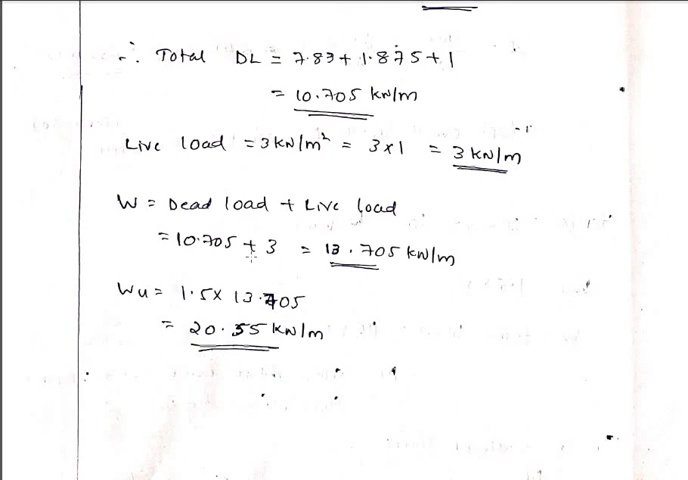 ∴ Total DL = 7.83 + 1.875 + 1
= 10.705 kN/m
Live load = 3 kN/m² = 3 x 1 = 3 kN/m
W = Dead load + Live load
= 10.705 + 3 = 13.705 kN/m
Wu = 1.5 x 13.705
= 20.55 kN/m